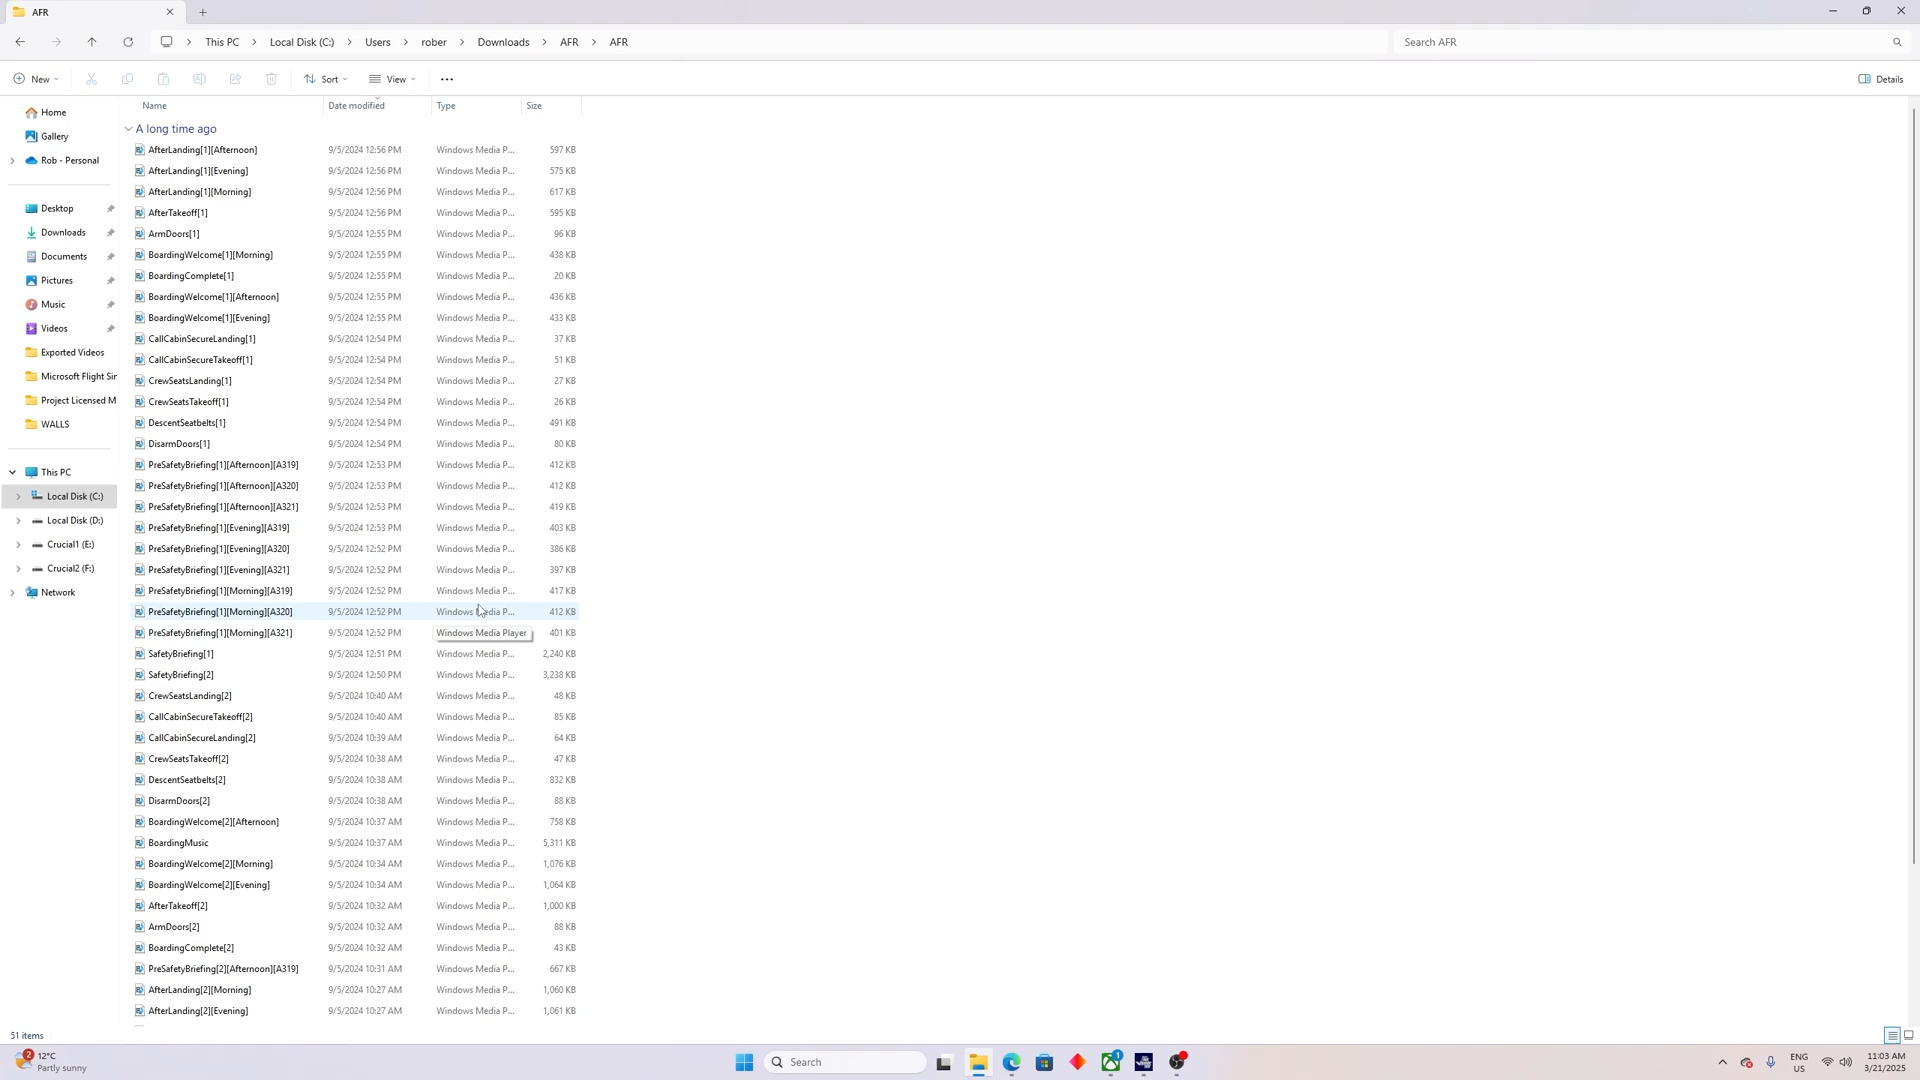 AFR
This PC
Local Disk (C:)
Users
rober
Downloads
AFR
AFR
Search AFR
New
Sort
View
Details
Name
Date modified
Type
Size
Home
Gallery
Rob - Personal
Desktop
Downloads
Documents
Pictures
Music
Videos
Exported Videos
Microsoft Flight Sir
Project Licensed M
WALLS
This PC
Local Disk (C:)
Local Disk (D:)
Crucial1 (E:)
Crucial2 (F:)
Network
A long time ago
AfterLanding[1][Afternoon] 9/5/2024 12:56 PM Windows Media P... 597 KB
AfterLanding[1][Evening] 9/5/2024 12:56 PM Windows Media P... 575 KB
AfterLanding[1][Morning] 9/5/2024 12:56 PM Windows Media P... 617 KB
AfterTakeoff[1] 9/5/2024 12:56 PM Windows Media P... 595 KB
ArmDoors[1] 9/5/2024 12:55 PM Windows Media P... 96 KB
BoardingWelcome[1][Morning] 9/5/2024 12:55 PM Windows Media P... 438 KB
BoardingComplete[1] 9/5/2024 12:55 PM Windows Media P... 20 KB
BoardingWelcome[1][Afternoon] 9/5/2024 12:55 PM Windows Media P... 436 KB
BoardingWelcome[1][Evening] 9/5/2024 12:55 PM Windows Media P... 433 KB
CallCabinSecureLanding[1] 9/5/2024 12:54 PM Windows Media P... 37 KB
CallCabinSecureTakeoff[1] 9/5/2024 12:54 PM Windows Media P... 51 KB
CrewSeatsLanding[1] 9/5/2024 12:54 PM Windows Media P... 27 KB
CrewSeatsTakeoff[1] 9/5/2024 12:54 PM Windows Media P... 26 KB
DescentSeatbelts[1] 9/5/2024 12:54 PM Windows Media P... 491 KB
DisarmDoors[1] 9/5/2024 12:54 PM Windows Media P... 80 KB
PreSafetyBriefing[1][Afternoon][A319] 9/5/2024 12:53 PM Windows Media P... 412 KB
PreSafetyBriefing[1][Afternoon][A320] 9/5/2024 12:53 PM Windows Media P... 412 KB
PreSafetyBriefing[1][Afternoon][A321] 9/5/2024 12:53 PM Windows Media P... 419 KB
PreSafetyBriefing[1][Evening][A319] 9/5/2024 12:53 PM Windows Media P... 403 KB
PreSafetyBriefing[1][Evening][A320] 9/5/2024 12:52 PM Windows Media P... 386 KB
PreSafetyBriefing[1][Evening][A321] 9/5/2024 12:52 PM Windows Media P... 397 KB
PreSafetyBriefing[1][Morning][A319] 9/5/2024 12:52 PM Windows Media P... 417 KB
PreSafetyBriefing[1][Morning][A320] 9/5/2024 12:52 PM Windows Media P... 412 KB
PreSafetyBriefing[1][Morning][A321] 9/5/2024 12:52 PM Windows Media Player 401 KB
SafetyBriefing[1] 9/5/2024 12:51 PM Windows Media P... 2,240 KB
SafetyBriefing[2] 9/5/2024 12:50 PM Windows Media P... 3,238 KB
CrewSeatsLanding[2] 9/5/2024 10:40 AM Windows Media P... 48 KB
CallCabinSecureTakeoff[2] 9/5/2024 10:40 AM Windows Media P... 85 KB
CallCabinSecureLanding[2] 9/5/2024 10:39 AM Windows Media P... 64 KB
CrewSeatsTakeoff[2] 9/5/2024 10:38 AM Windows Media P... 47 KB
DescentSeatbelts[2] 9/5/2024 10:38 AM Windows Media P... 832 KB
DisarmDoors[2] 9/5/2024 10:38 AM Windows Media P... 88 KB
BoardingWelcome[2][Afternoon] 9/5/2024 10:37 AM Windows Media P... 758 KB
BoardingMusic 9/5/2024 10:37 AM Windows Media P... 5,311 KB
BoardingWelcome[2][Morning] 9/5/2024 10:34 AM Windows Media P... 1,076 KB
BoardingWelcome[2][Evening] 9/5/2024 10:34 AM Windows Media P... 1,064 KB
AfterTakeoff[2] 9/5/2024 10:32 AM Windows Media P... 1,000 KB
ArmDoors[2] 9/5/2024 10:32 AM Windows Media P... 88 KB
BoardingComplete[2] 9/5/2024 10:32 AM Windows Media P... 43 KB
PreSafetyBriefing[2][Afternoon][A319] 9/5/2024 10:31 AM Windows Media P... 667 KB
AfterLanding[2][Morning] 9/5/2024 10:27 AM Windows Media P... 1,060 KB
AfterLanding[2][Evening] 9/5/2024 10:27 AM Windows Media P... 1,061 KB
51 items
2
12°C
Partly sunny
Search
1
ENG
US
11:03 AM
3/21/2025